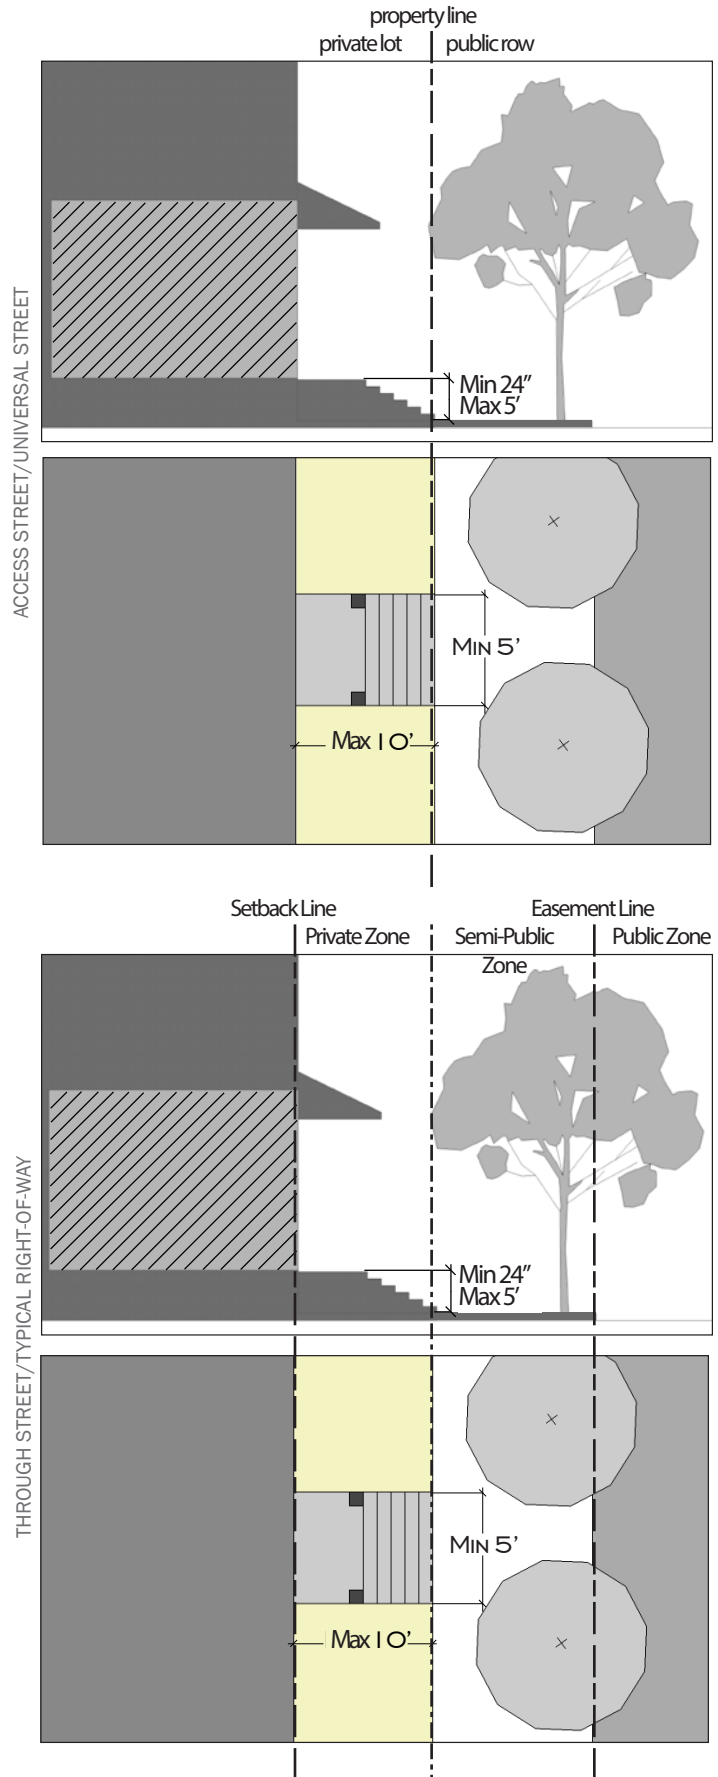 property line
private lot
public row
ACCESS STREET/UNIVERSAL STREET
Min 24"
Max 5'
MIN 5'
Max 10'
Setback Line
Easement Line
Private Zone
Semi-Public
Zone
Public Zone
THROUGH STREET/TYPICAL RIGHT-OF-WAY
Min 24"
Max 5'
MIN 5'
Max 10'